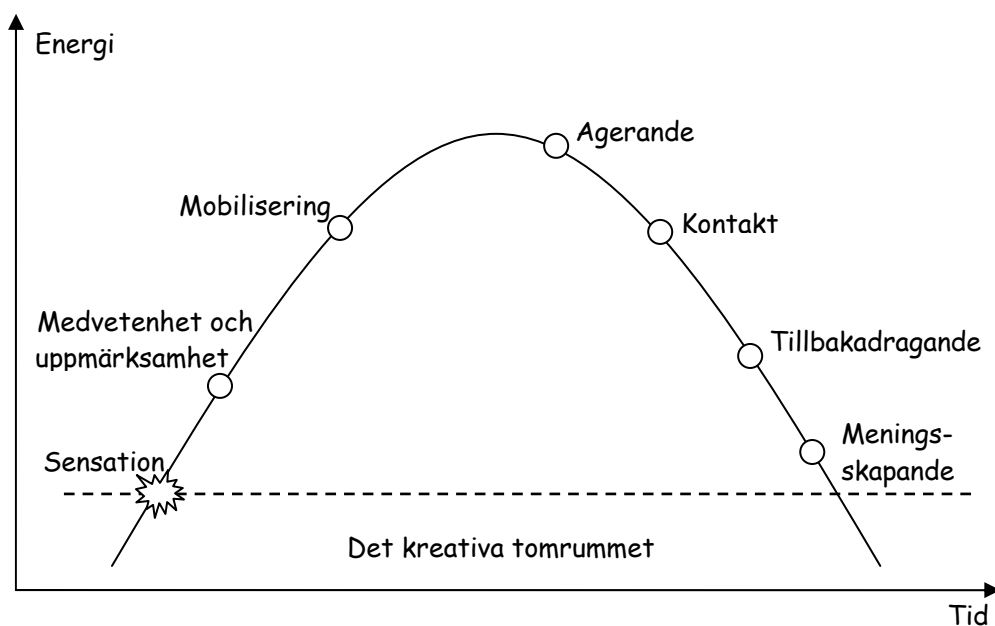 Energi
Agerande
Mobilisering
Kontakt
Medvetenhet och
uppmärksamhet
Tillbakadragande
Menings-
skapande
Sensation
Det kreativa tomrummet
Tid